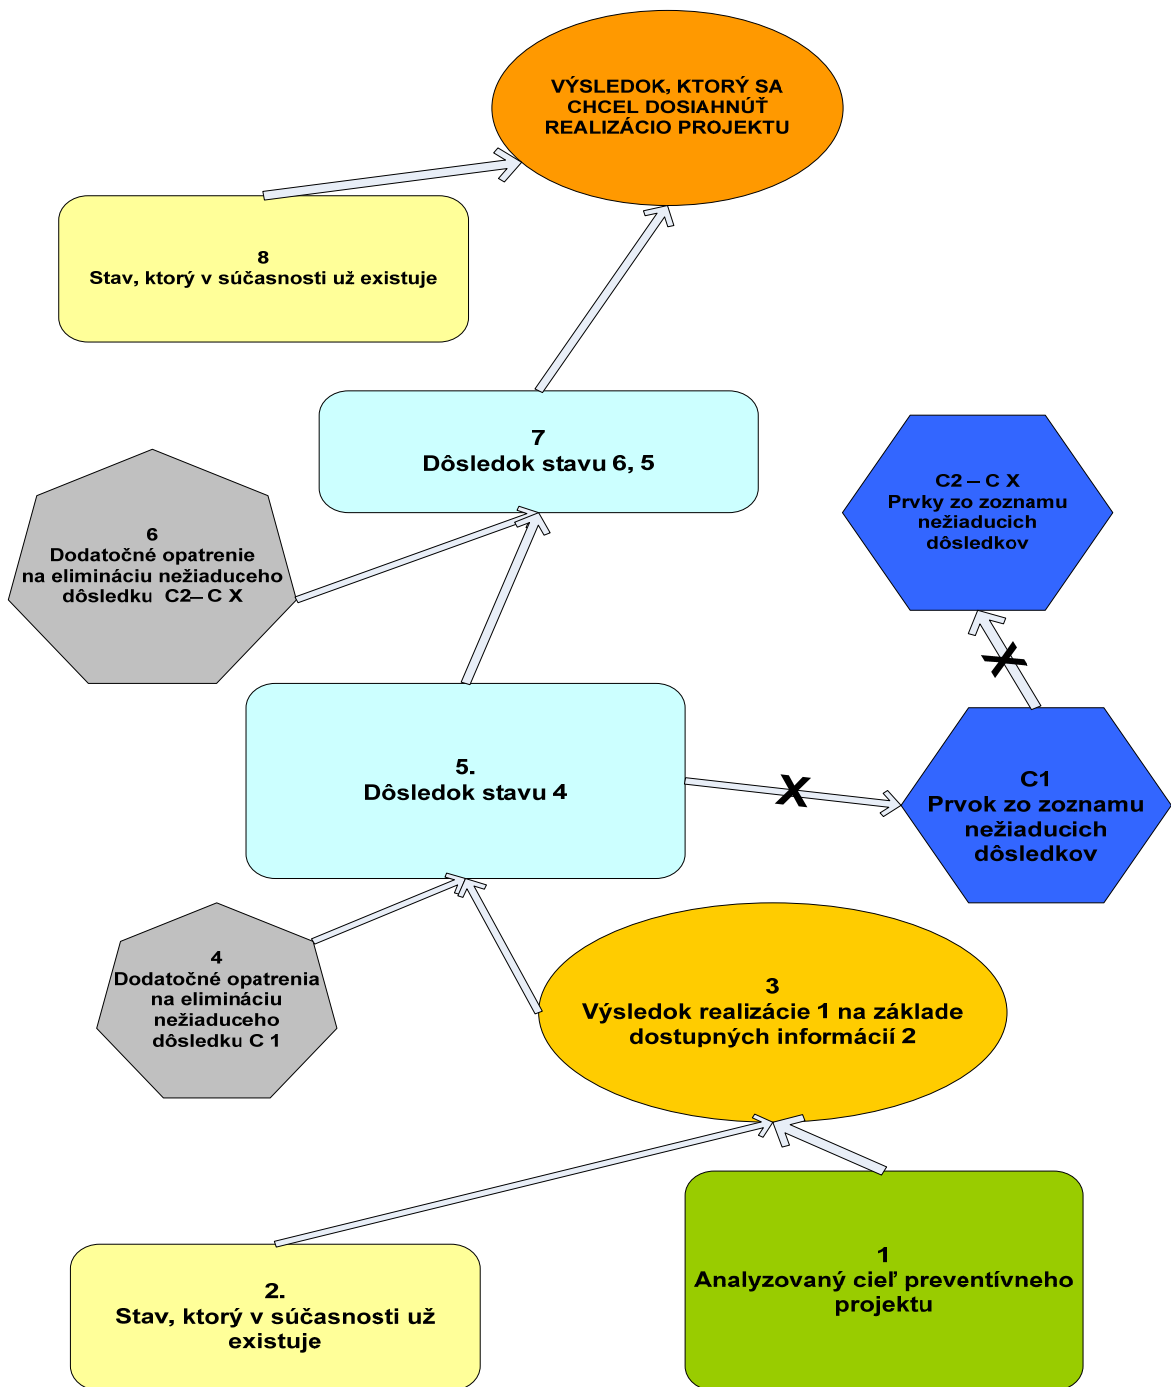 VÝSLEDOK, KTORÝ SA
CHCEL DOSIAHNÚŤ
REALIZÁCIO PROJEKTU
8
Stav, ktorý v súčasnosti už existuje
7
Dôsledok stavu 6, 5
C2 – C X
Prvky zo zoznamu
nežiaducich
dôsledkov
6
Dodatočné opatrenie
na elimináciu nežiaduceho
dôsledku C2– C X
X
5.
Dôsledok stavu 4
X
C1
Prvok zo zoznamu
nežiaducich
dôsledkov
4
Dodatočné opatrenia
na elimináciu
nežiaduceho
dôsledku C 1
3
Výsledok realizácie 1 na základe
dostupných informácií 2
1
Analyzovaný cieľ preventívneho
projektu
2.
Stav, ktorý v súčasnosti už
existuje